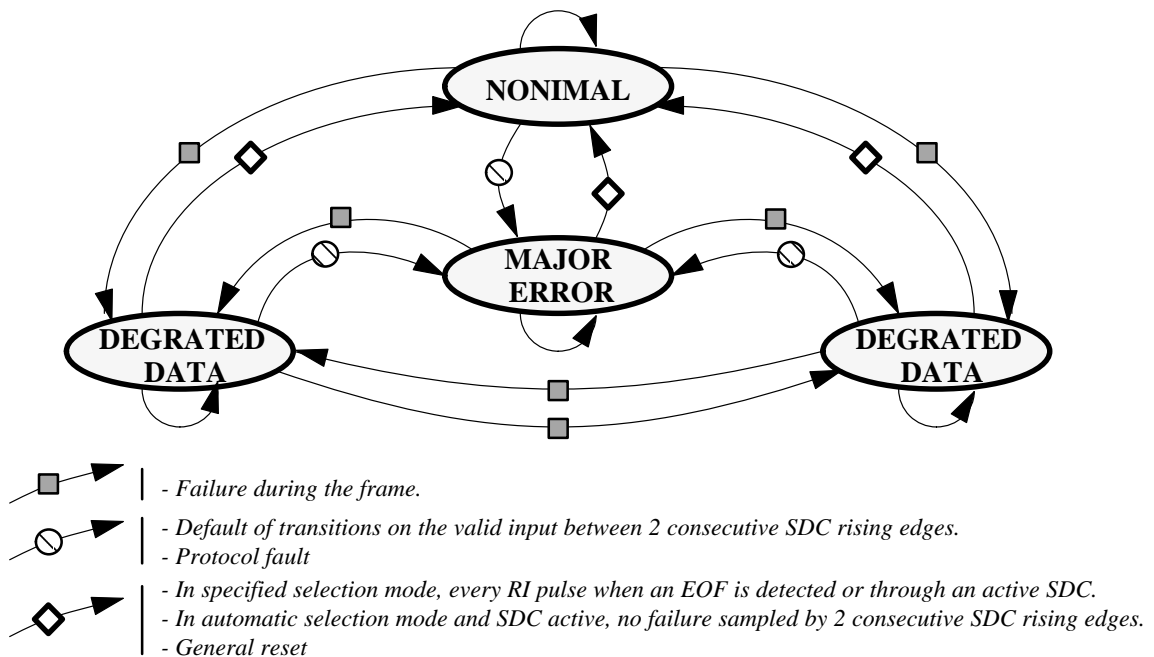 NONIMAL
MAJOR
ERROR
DEGRATED
DATA
DEGRATED
DATA
- Failure during the frame.
- Default of transitions on the valid input between 2 consecutive SDC rising edges.
- Protocol fault
- In specified selection mode, every RI pulse when an EOF is detected or through an active SDC.
- In automatic selection mode and SDC active, no failure sampled by 2 consecutive SDC rising edges.
- General reset